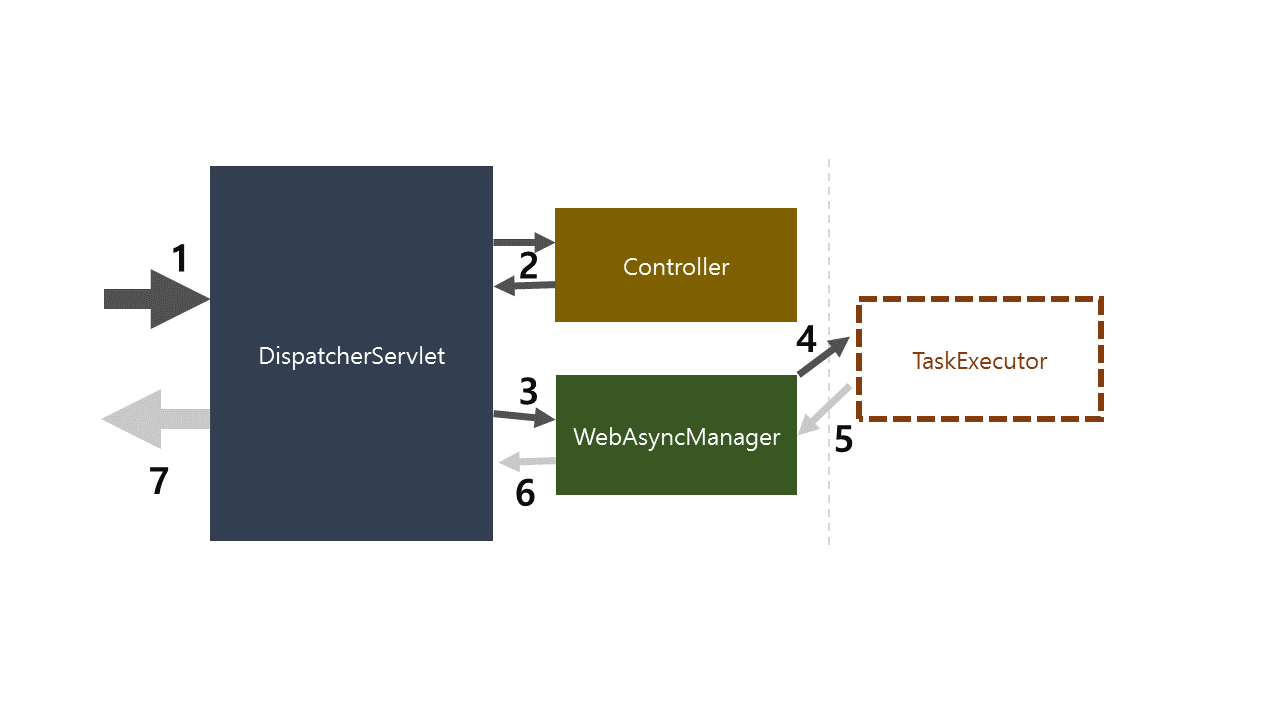 1
2
Controller
4
TaskExecutor
DispatcherServlet
3
WebAsyncManager
5
6
7